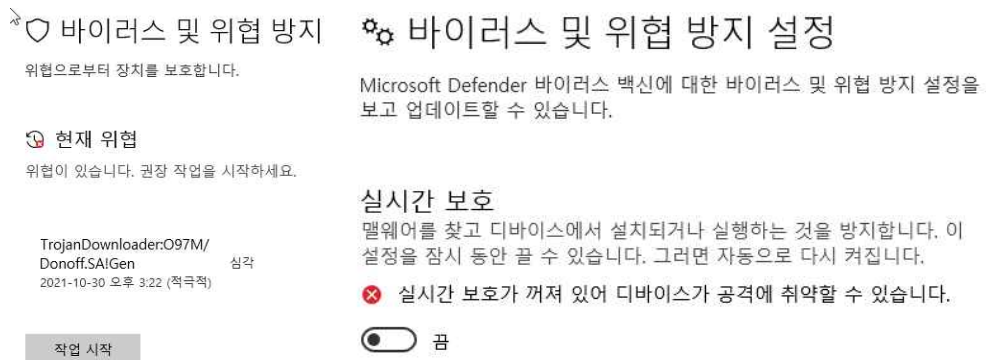 바이러스 및 위협 방지
위협으로부터 장치를 보호합니다.
현재 위협
위협이 있습니다. 권장 작업을 시작하세요.
TrojanDownloader:O97M/
Donoff.SA!Gen
심각
2021-10-30 오후 3:22 (적극적)
작업 시작
바이러스 및 위협 방지 설정
Microsoft Defender 바이러스 백신에 대한 바이러스 및 위협 방지 설정을
보고 업데이트할 수 있습니다.
실시간 보호
맬웨어를 찾고 디바이스에서 설치되거나 실행하는 것을 방지합니다. 이
설정을 잠시 동안 끌 수 있습니다. 그러면 자동으로 다시 켜집니다.
실시간 보호가 꺼져 있어 디바이스가 공격에 취약할 수 있습니다.
끔